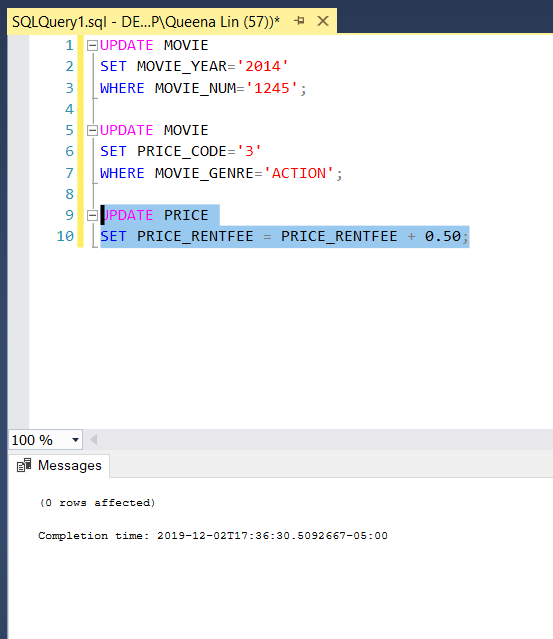 SQLQuery1.sql - DE...P\Queena Lin (57))*
1 UPDATE MOVIE
2 SET MOVIE_YEAR='2014'
3 WHERE MOVIE_NUM='1245';
4
5 UPDATE MOVIE
6 SET PRICE_CODE='3'
7 WHERE MOVIE_GENRE='ACTION';
8
9 UPDATE PRICE
10 SET PRICE_RENTFEE = PRICE_RENTFEE + 0.50;
100 %
Messages
(0 rows affected)
Completion time: 2019-12-02T17:36:30.5092667-05:00